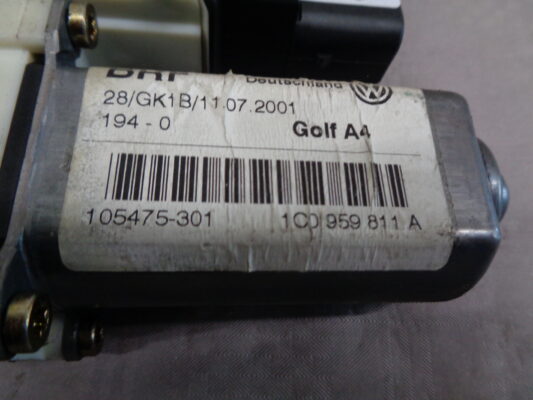 Deutschland
28/GK1B/11.07.2001
194 - 0 Golf A4
105475-301 1C0 959 811 A